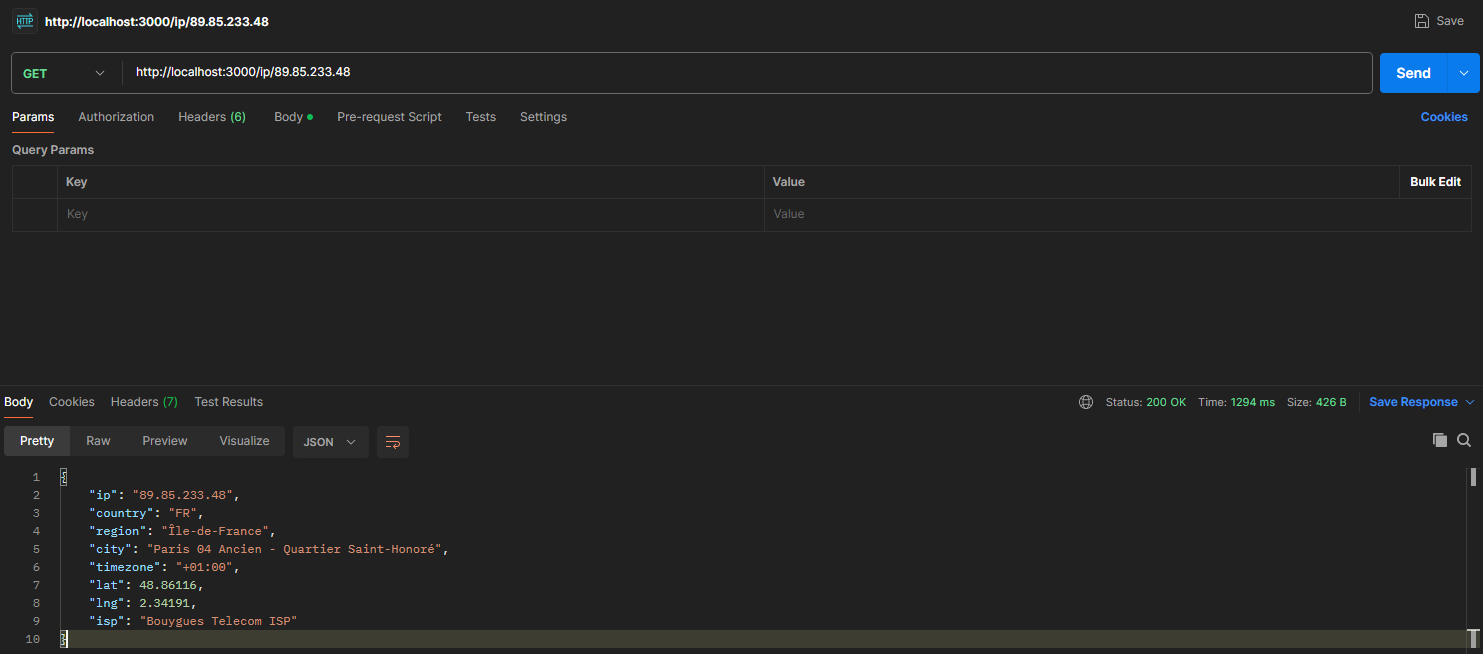 HTTP http://localhost:3000/ip/89.85.233.48 Save
GET http://localhost:3000/ip/89.85.233.48 Send
Params Authorization Headers (6) Body Pre-request Script Tests Settings Cookies
Query Params
Key Value Bulk Edit
Key Value
Body Cookies Headers (7) Test Results Status: 200 OK Time: 1294 ms Size: 426 B Save Response
Pretty Raw Preview Visualize JSON
1 {
2 "ip": "89.85.233.48",
3 "country": "FR",
4 "region": "Île-de-France",
5 "city": "Paris 04 Ancien - Quartier Saint-Honoré",
6 "timezone": "+01:00",
7 "lat": 48.86116,
8 "lng": 2.34191,
9 "isp": "Bouygues Telecom ISP"
10 }